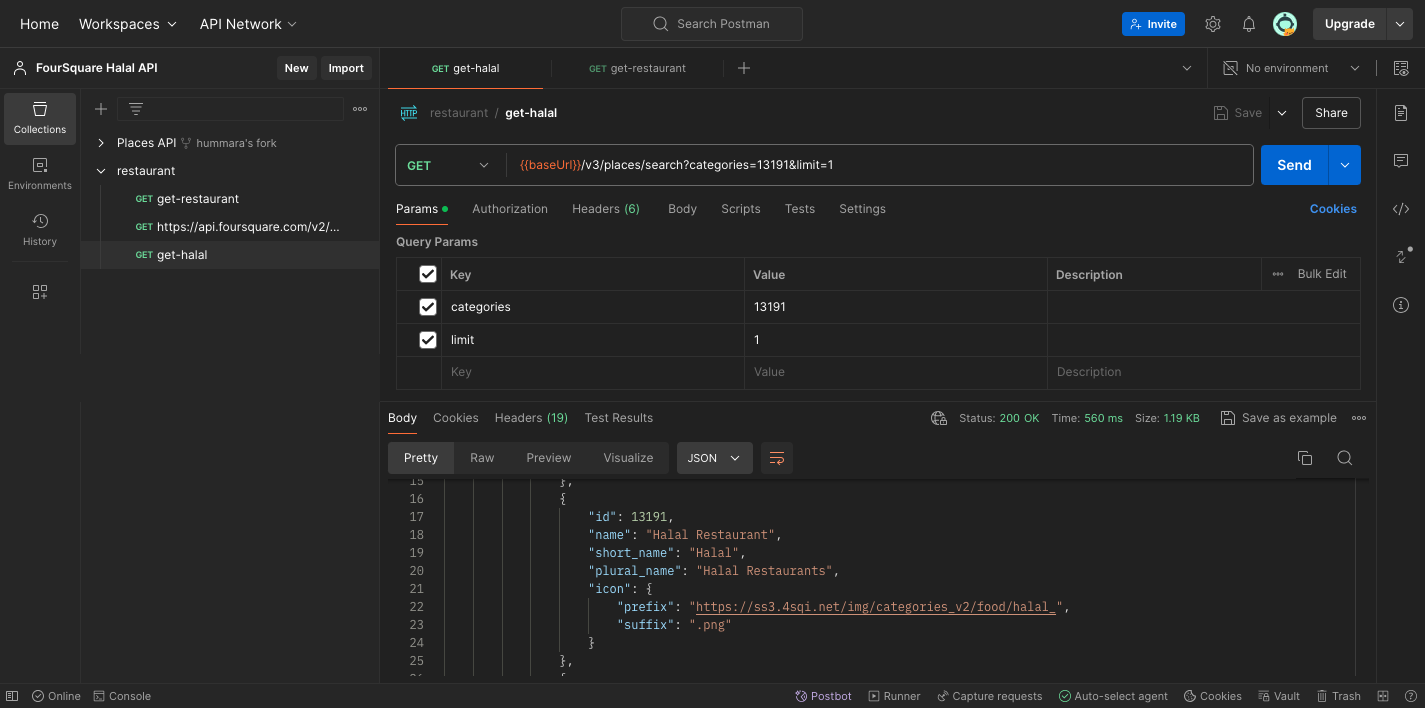 Home Workspaces API Network Search Postman Invite Upgrade
FourSquare Halal API New Import GET get-halal GET get-restaurant No environment
Collections
Environments
History
Places API hummara's fork
restaurant
GET get-restaurant
GET https://api.foursquare.com/v2/...
GET get-halal
HTTP restaurant / get-halal Save Share
GET {{baseUrl}}/v3/places/search?categories=13191&limit=1 Send
Params Authorization Headers (6) Body Scripts Tests Settings Cookies
Query Params
Key Value Description Bulk Edit
categories 13191
limit 1
Key Value Description
Body Cookies Headers (19) Test Results Status: 200 OK Time: 560 ms Size: 1.19 KB Save as example
Pretty Raw Preview Visualize JSON
15 },
16 {
17 "id": 13191,
18 "name": "Halal Restaurant",
19 "short_name": "Halal",
20 "plural_name": "Halal Restaurants",
21 "icon": {
22 "prefix": "https://ss3.4sqi.net/img/categories_v2/food/halal_",
23 "suffix": ".png"
24 }
25 },
26 {
Online Console Postbot Runner Capture requests Auto-select agent Cookies Vault Trash